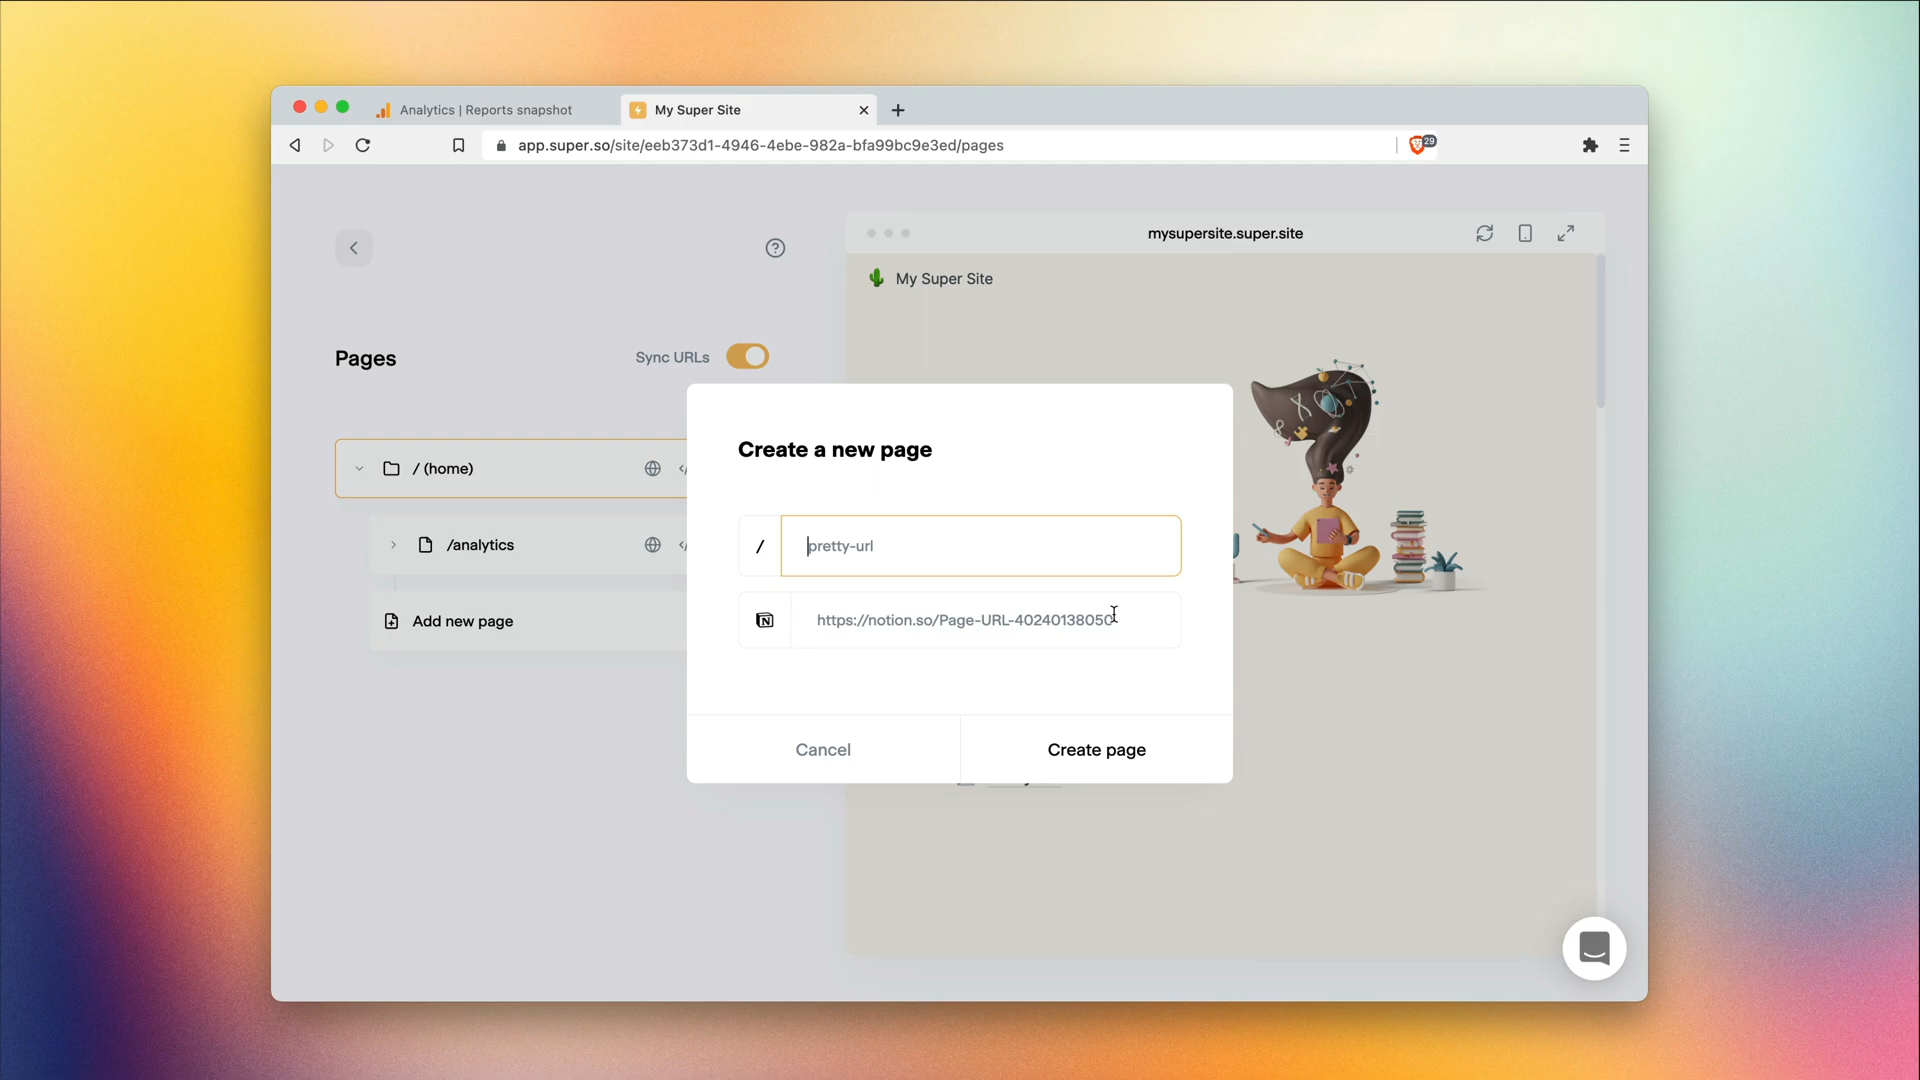 Analytics | Reports snapshot
My Super Site
app.super.so/site/eeb373d1-4946-4ebe-982a-bfa99bc9e3ed/pages
29
mysupersite.super.site
My Super Site
Pages
Sync URLs
/ (home)
/analytics
Add new page
Create a new page
/
pretty-url
https://notion.so/Page-URL-40240138050
Cancel
Create page